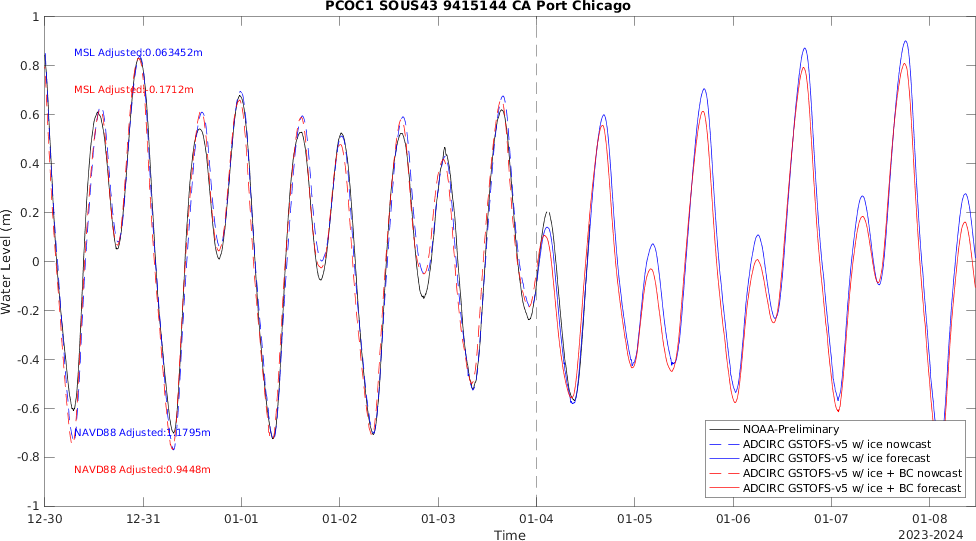 PCOC1 SOUS43 9415144 CA Port Chicago
1
0.8
0.6
0.4
0.2
0
-0.2
-0.4
-0.6
-0.8
-1
Water Level (m)
MSL Adjusted:0.063452m
MSL Adjusted:-0.1712m
NAVD88 Adjusted:1.1795m
NAVD88 Adjusted:0.9448m
NOAA-Preliminary
ADCIRC GSTOFS-v5 w/ ice nowcast
ADCIRC GSTOFS-v5 w/ ice forecast
ADCIRC GSTOFS-v5 w/ ice + BC nowcast
ADCIRC GSTOFS-v5 w/ ice + BC forecast
12-30 12-31 01-01 01-02 01-03 01-04 01-05 01-06 01-07 01-08
Time
2023-2024